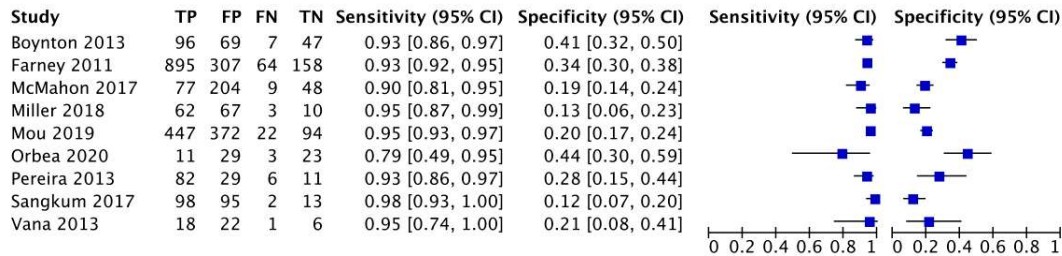 Study TP FP FN TN Sensitivity (95% CI) Specificity (95% CI) Sensitivity (95% CI) Specificity (95% CI)
Boynton 2013 96 69 7 47 0.93 [0.86, 0.97] 0.41 [0.32, 0.50]
Farney 2011 895 307 64 158 0.93 [0.92, 0.95] 0.34 [0.30, 0.38]
McMahon 2017 77 204 9 48 0.90 [0.81, 0.95] 0.19 [0.14, 0.24]
Miller 2018 62 67 3 10 0.95 [0.87, 0.99] 0.13 [0.06, 0.23]
Mou 2019 447 372 22 94 0.95 [0.93, 0.97] 0.20 [0.17, 0.24]
Orbea 2020 11 29 3 23 0.79 [0.49, 0.95] 0.44 [0.30, 0.59]
Pereira 2013 82 29 6 11 0.93 [0.86, 0.97] 0.28 [0.15, 0.44]
Sangkum 2017 98 95 2 13 0.98 [0.93, 1.00] 0.12 [0.07, 0.20]
Vana 2013 18 22 1 6 0.95 [0.74, 1.00] 0.21 [0.08, 0.41]
0 0.2 0.4 0.6 0.8 1 0 0.2 0.4 0.6 0.8 1